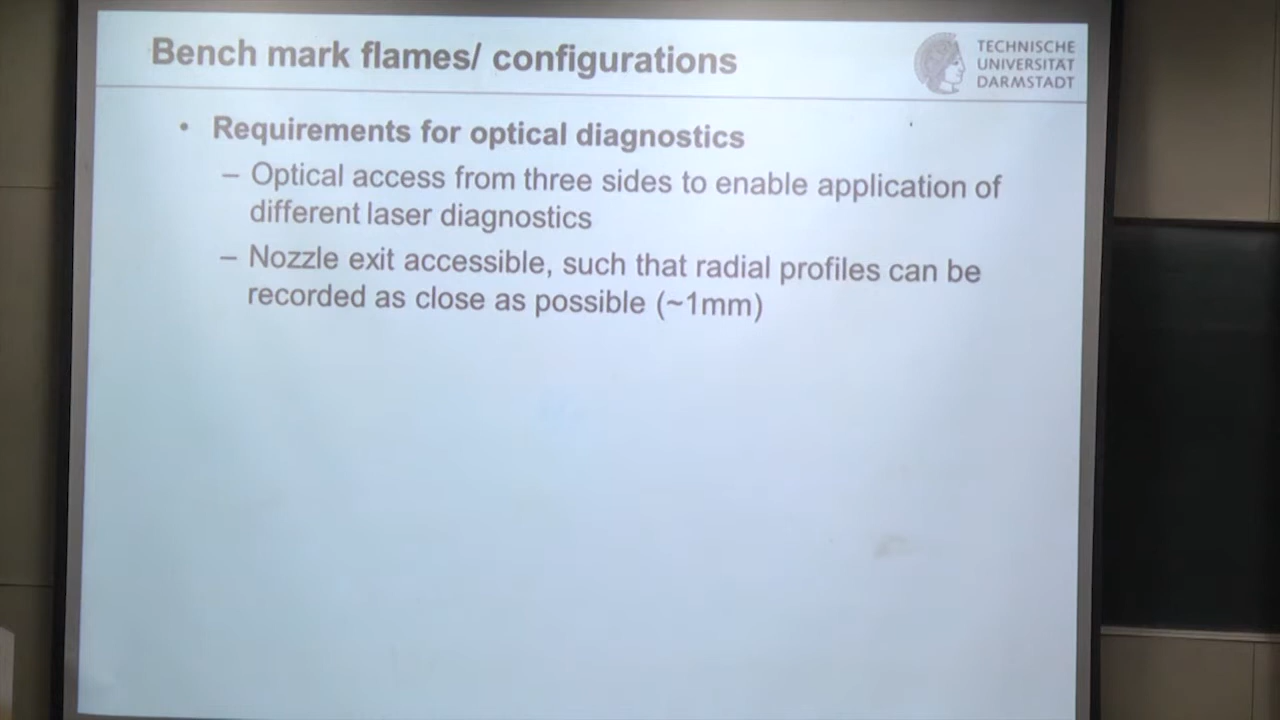 Bench mark flames/ configurations
TECHNISCHE
UNIVERSITÄT
DARMSTADT
• Requirements for optical diagnostics
– Optical access from three sides to enable application of
different laser diagnostics
– Nozzle exit accessible, such that radial profiles can be
recorded as close as possible (~1mm)